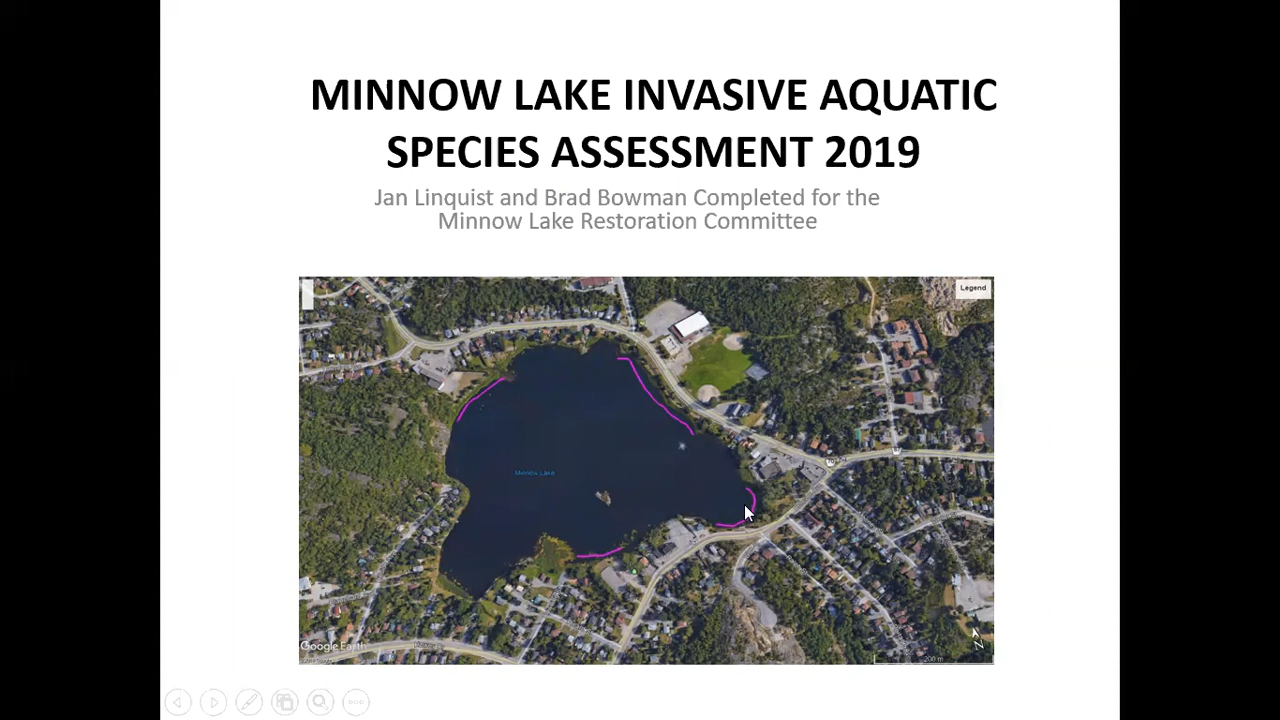 MINNOW LAKE INVASIVE AQUATIC
SPECIES ASSESSMENT 2019
Jan Linquist and Brad Bowman Completed for the
Minnow Lake Restoration Committee
Legend
Minnow Lake
Google Earth
200 m
N